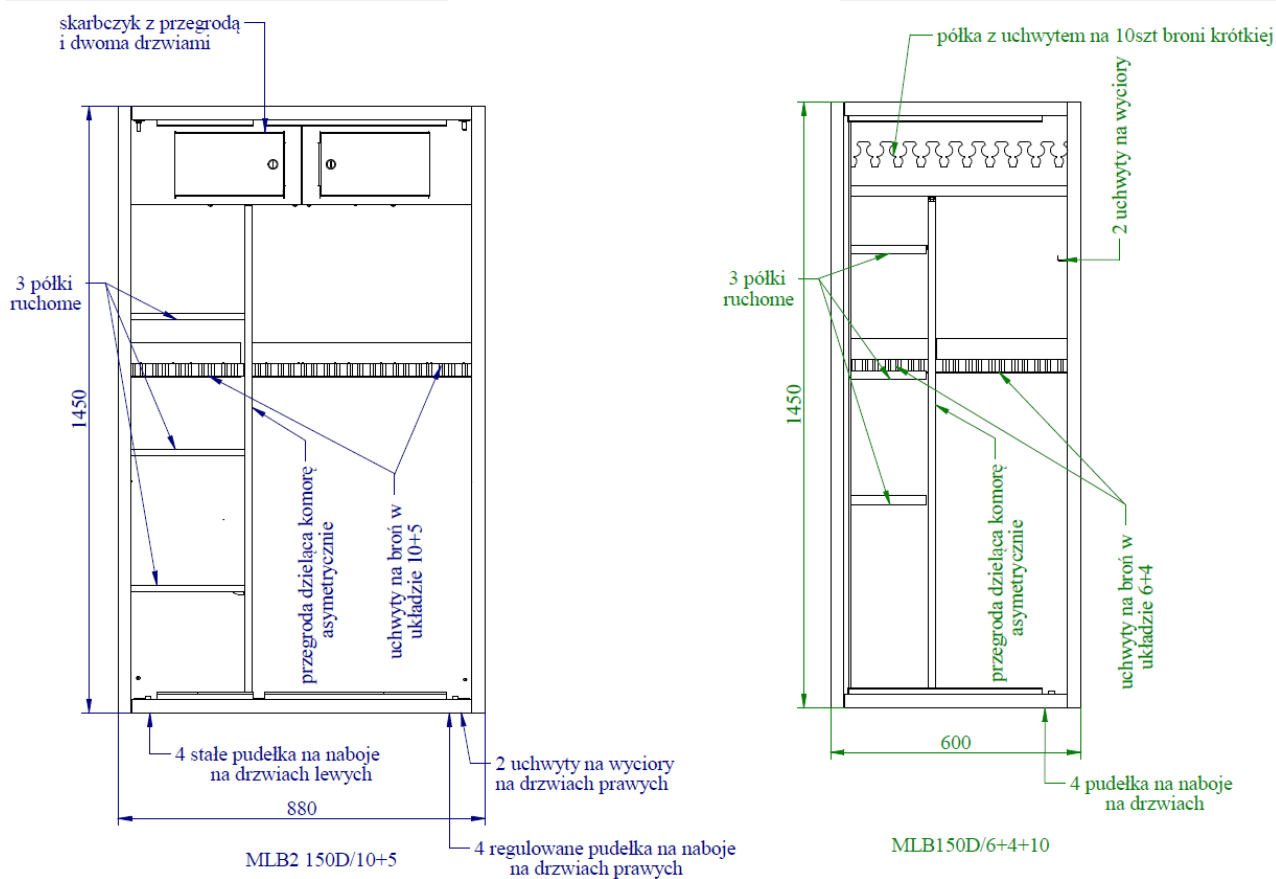 skarbczyk z przegrodą
i dwoma drzwiami
3 półki
ruchome
1450
przegroda dzieląca komorę
asymetrycznie
uchwyty na broń w
układzie 10+5
4 stałe pudełka na naboje
na drzwiach lewych
2 uchwyty na wyciory
na drzwiach prawych
880
4 regulowane pudełka na naboje
na drzwiach prawych
MLB2 150D/10+5
półka z uchwytem na 10szt broni krótkiej
2 uchwyty na wyciory
3 półki
ruchome
1450
przegroda dzieląca komorę
asymetrycznie
uchwyty na broń w
układzie 6+4
600
4 pudełka na naboje
na drzwiach
MLB150D/6+4+10